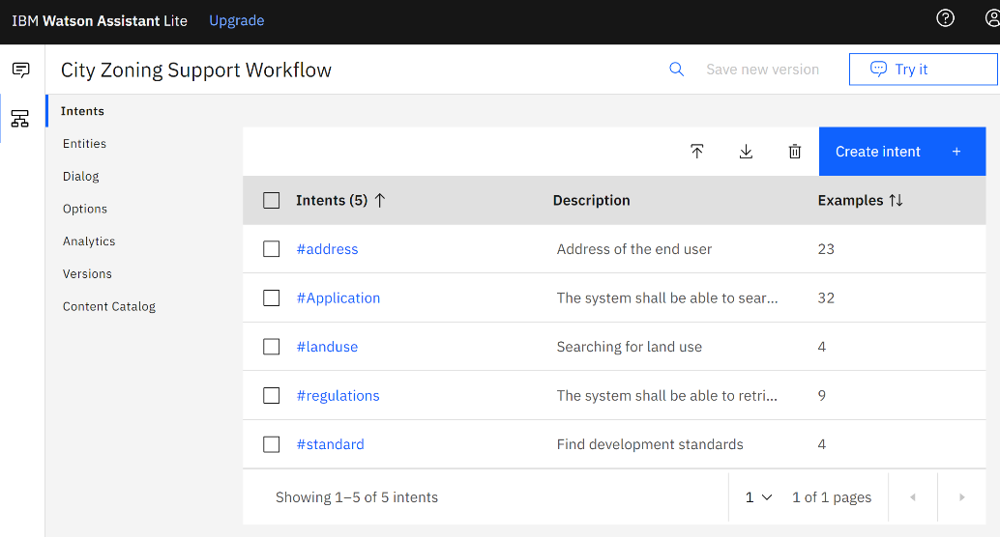 IBM Watson Assistant Lite Upgrade
City Zoning Support Workflow Save new version Try it
Intents
Entities
Dialog
Options
Analytics
Versions
Content Catalog
Create intent +
Intents (5) Description Examples
#address Address of the end user 23
#Application The system shall be able to sear... 32
#landuse Searching for land use 4
#regulations The system shall be able to retri... 9
#standard Find development standards 4
Showing 1–5 of 5 intents 1 1 of 1 pages